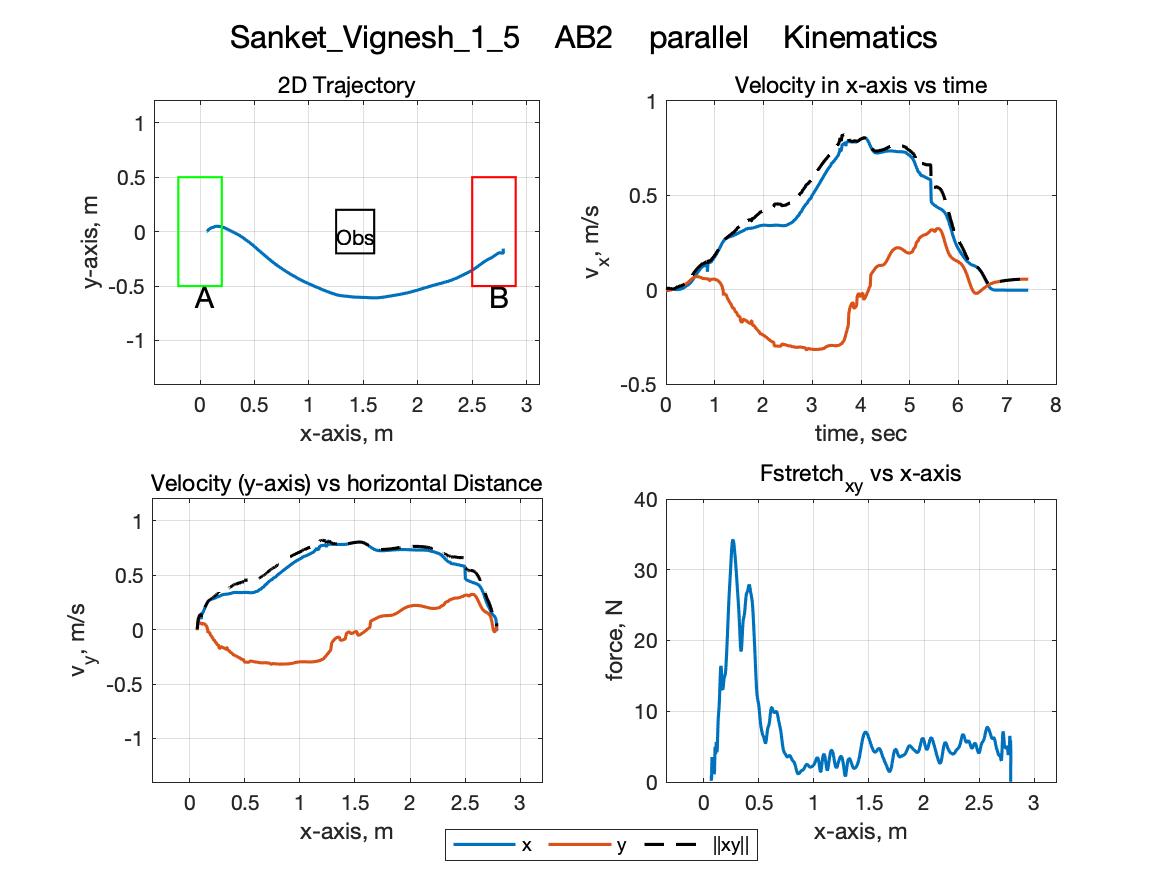 Sanket_Vignesh_1_5 AB2 parallel Kinematics
2D Trajectory
1
0.5
0
-0.5
-1
y-axis, m
Obs
A
B
0 0.5 1 1.5 2 2.5 3
x-axis, m
Velocity in x-axis vs time
1
0.5
0
-0.5
v_x, m/s
0 1 2 3 4 5 6 7 8
time, sec
Velocity (y-axis) vs horizontal Distance
1
0.5
0
-0.5
-1
v_y, m/s
0 0.5 1 1.5 2 2.5 3
x-axis, m
Fstretch_xy vs x-axis
40
30
20
10
0
force, N
0 0.5 1 1.5 2 2.5 3
x-axis, m
x y ||xy||